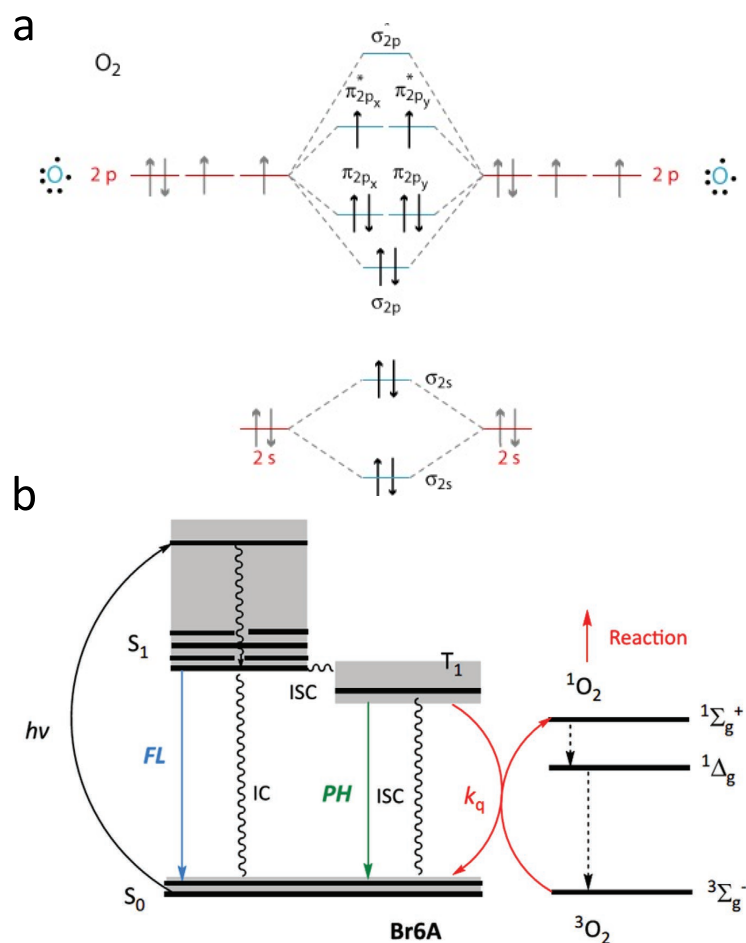 a
O₂
σ*2p
π*2px π*2py
O 2 p 2 p O
π2px π2py
σ2p
σ2s
2 s 2 s
σ2s
b
S₁
T₁
ISC
Reaction
¹O₂
¹Σg⁺
¹Δg
hν
FL
IC
PH
ISC
kq
S₀
Br6A
³Σg⁻
³O₂